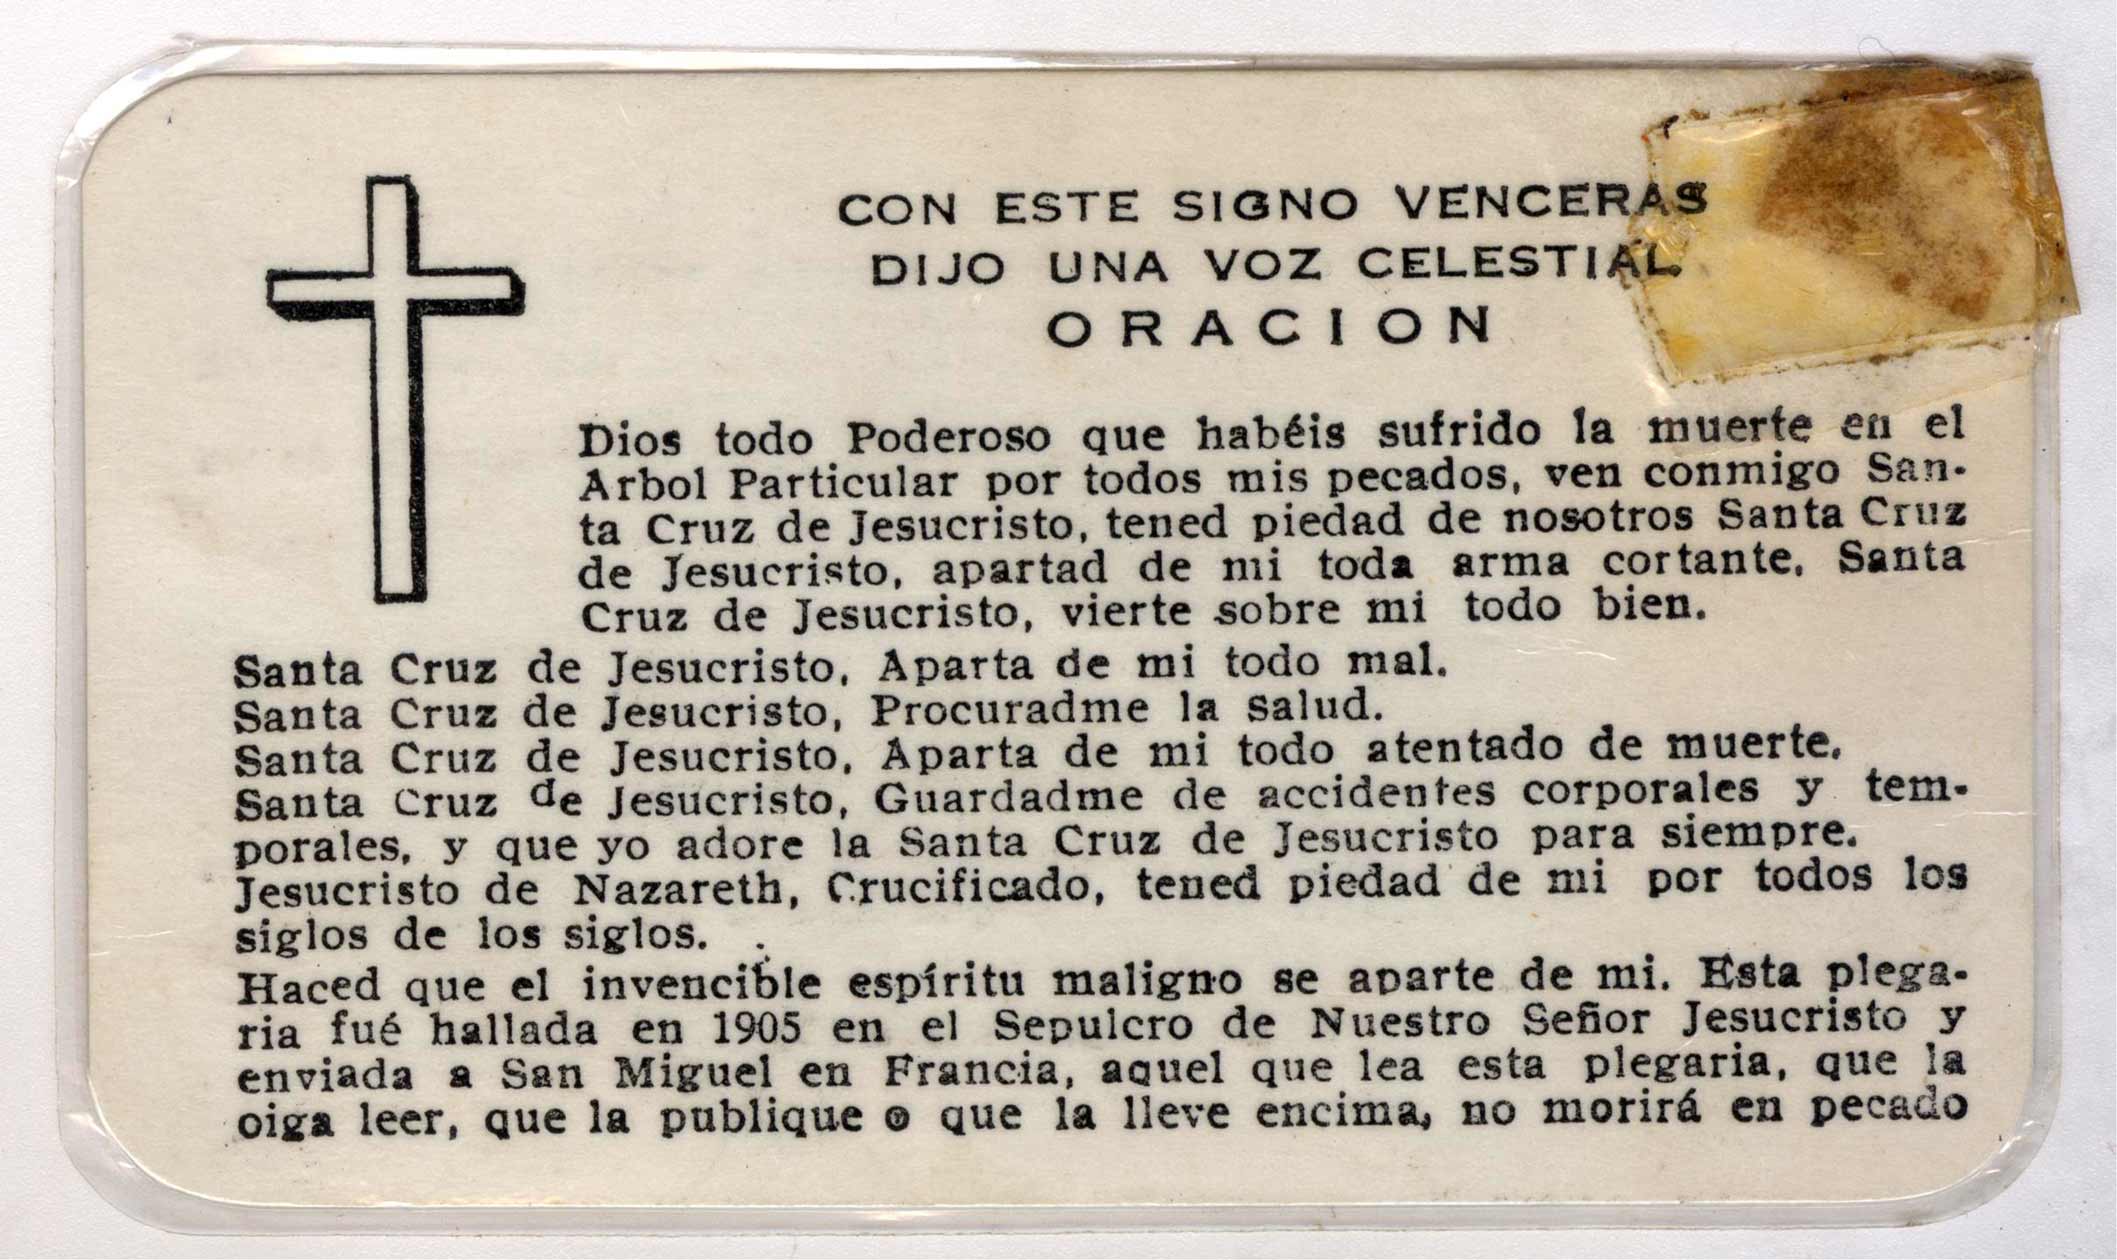 CON ESTE SIGNO VENCERAS
DIJO UNA VOZ CELESTIAL
ORACION
Dios todo Poderoso que habéis sufrido la muerte en el
Arbol Particular por todos mis pecados, ven conmigo San-
ta Cruz de Jesucristo, tened piedad de nosotros Santa Cruz
de Jesucristo, apartad de mi toda arma cortante. Santa
Cruz de Jesucristo, vierte sobre mi todo bien.
Santa Cruz de Jesucristo, Aparta de mi todo mal.
Santa Cruz de Jesucristo, Procuradme la salud.
Santa Cruz de Jesucristo, Aparta de mi todo atentado de muerte.
Santa Cruz de Jesucristo, Guardadme de accidentes corporales y tem-
porales, y que yo adore la Santa Cruz de Jesucristo para siempre.
Jesucristo de Nazareth, Crucificado, tened piedad de mi por todos los
siglos de los siglos.
Haced que el invencible espíritu maligno se aparte de mi. Esta plega-
ria fué hallada en 1905 en el Sepulcro de Nuestro Señor Jesucristo y
enviada a San Miguel en Francia, aquel que lea esta plegaria, que la
oiga leer, que la publique o que la lleve encima, no morirá en pecado